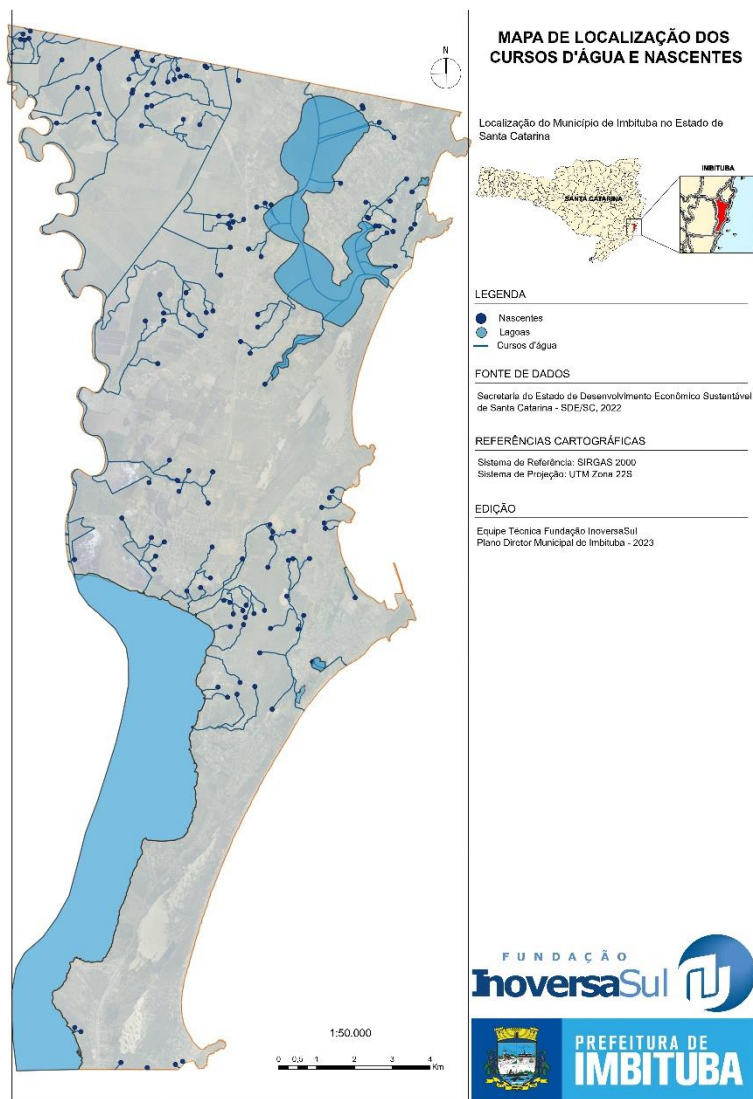 MAPA DE LOCALIZAÇÃO DOS
CURSOS D'ÁGUA E NASCENTES
N
Localização do Município de Imbituba no Estado de
Santa Catarina
IMBITUBA
SANTA CATARINA
LEGENDA
Nascentes
Lagoas
Cursos d'água
FONTE DE DADOS
Secretaria do Estado de Desenvolvimento Econômico Sustentável
de Santa Catarina - SDE/SC, 2022
REFERÊNCIAS CARTOGRÁFICAS
Sistema de Referência: SIRGAS 2000
Sistema de Projeção: UTM Zona 22S
EDIÇÃO
Equipe Técnica Fundação InoversaSul
Plano Diretor Municipal de Imbituba - 2023
1:50.000
0 0,5 1 2 3 4
Km
FUNDAÇÃO
InoversaSul
PREFEITURA DE
IMBITUBA